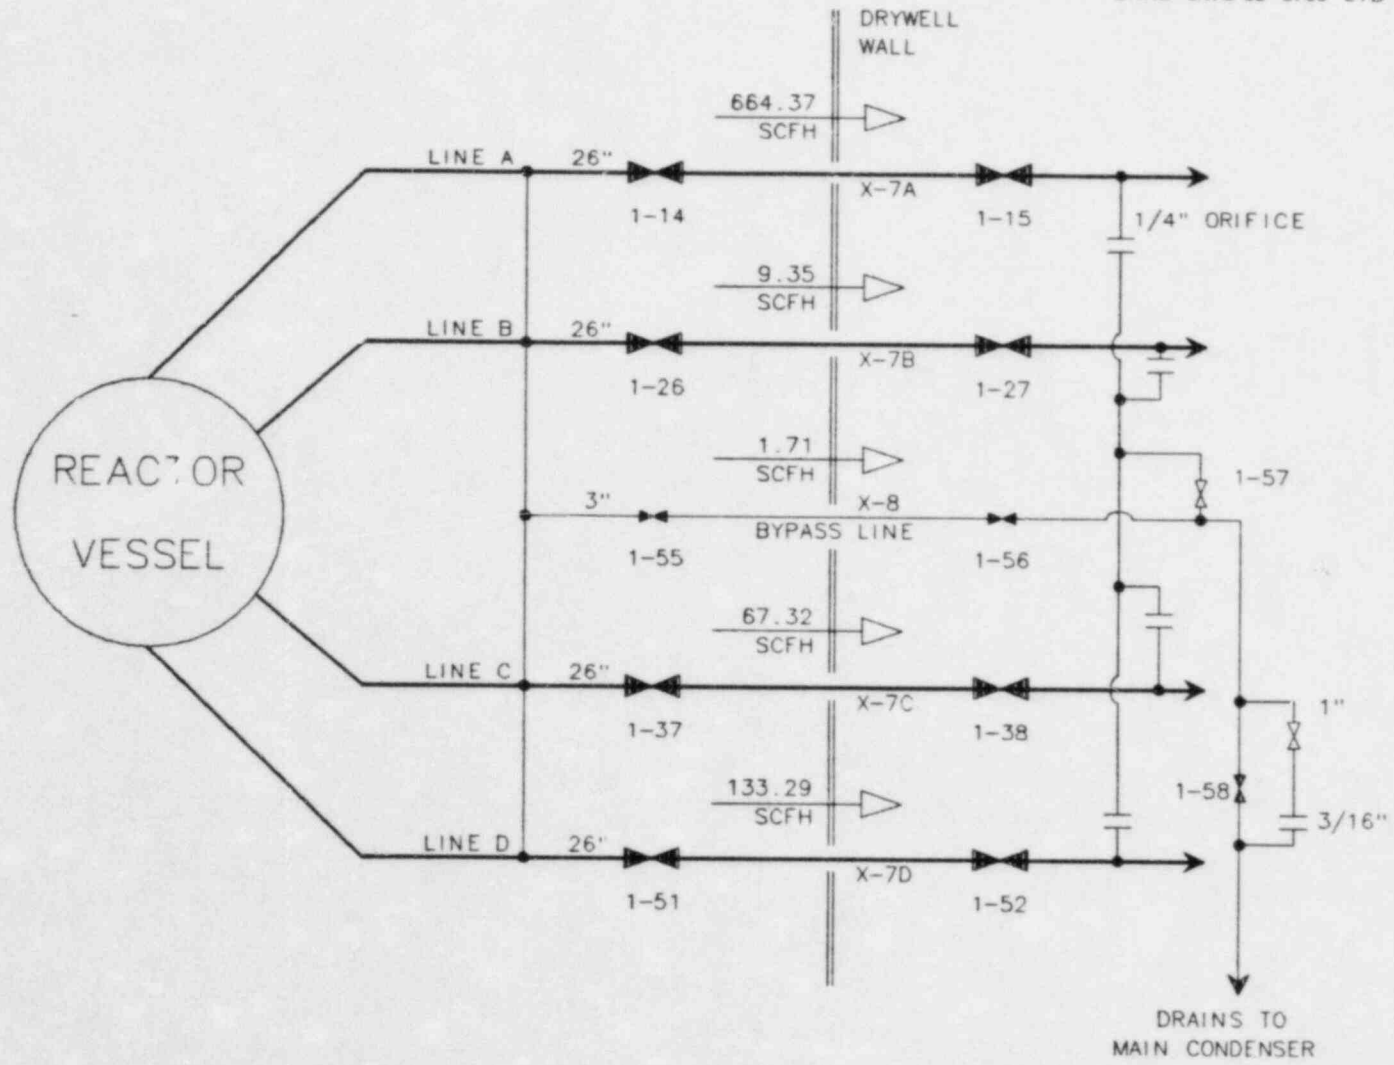 DRYWELL
WALL
664.37
SCFH
LINE A
26"
X-7A
1-14
1-15
1/4" ORIFICE
9.35
SCFH
LINE B
26"
X-7B
1-26
1-27
1.71
SCFH
REACTOR
VESSEL
1-57
3"
X-8
BYPASS LINE
1-55
1-56
67.32
SCFH
LINE C
26"
X-7C
1-37
1-38
1"
133.29
SCFH
1-58
3/16"
LINE D
26"
X-7D
1-51
1-52
DRAINS TO
MAIN CONDENSER